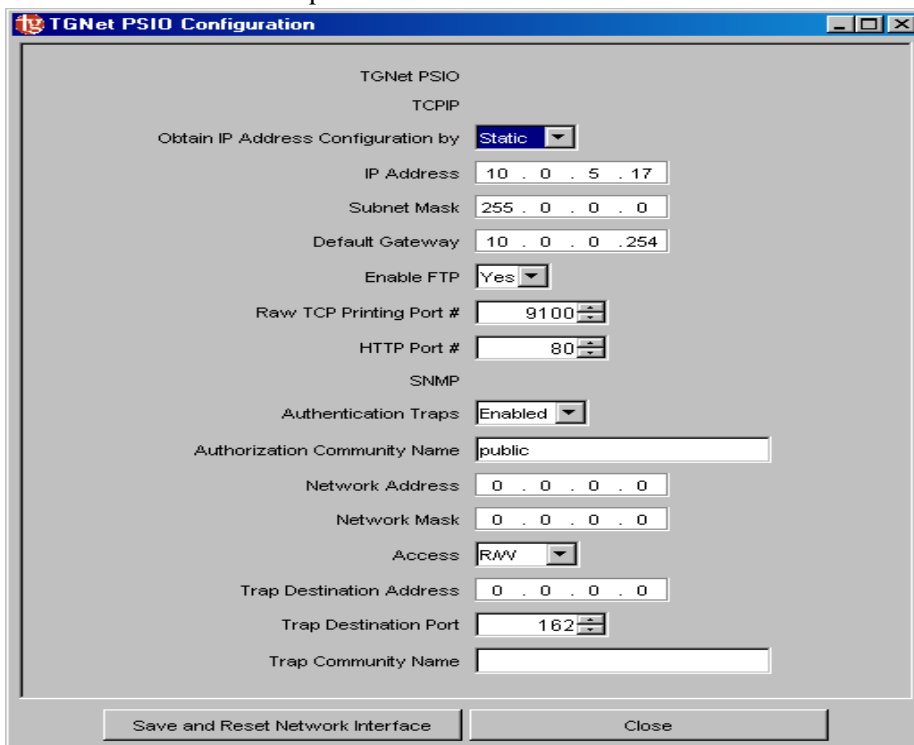 tg TGNet PSIO Configuration
TGNet PSIO
TCPIP
Obtain IP Address Configuration by Static
IP Address 10 . 0 . 5 . 17
Subnet Mask 255 . 0 . 0 . 0
Default Gateway 10 . 0 . 0 .254
Enable FTP Yes
Raw TCP Printing Port # 9100
HTTP Port # 80
SNMP
Authentication Traps Enabled
Authorization Community Name public
Network Address 0 . 0 . 0 . 0
Network Mask 0 . 0 . 0 . 0
Access R/W
Trap Destination Address 0 . 0 . 0 . 0
Trap Destination Port 162
Trap Community Name
Save and Reset Network Interface Close